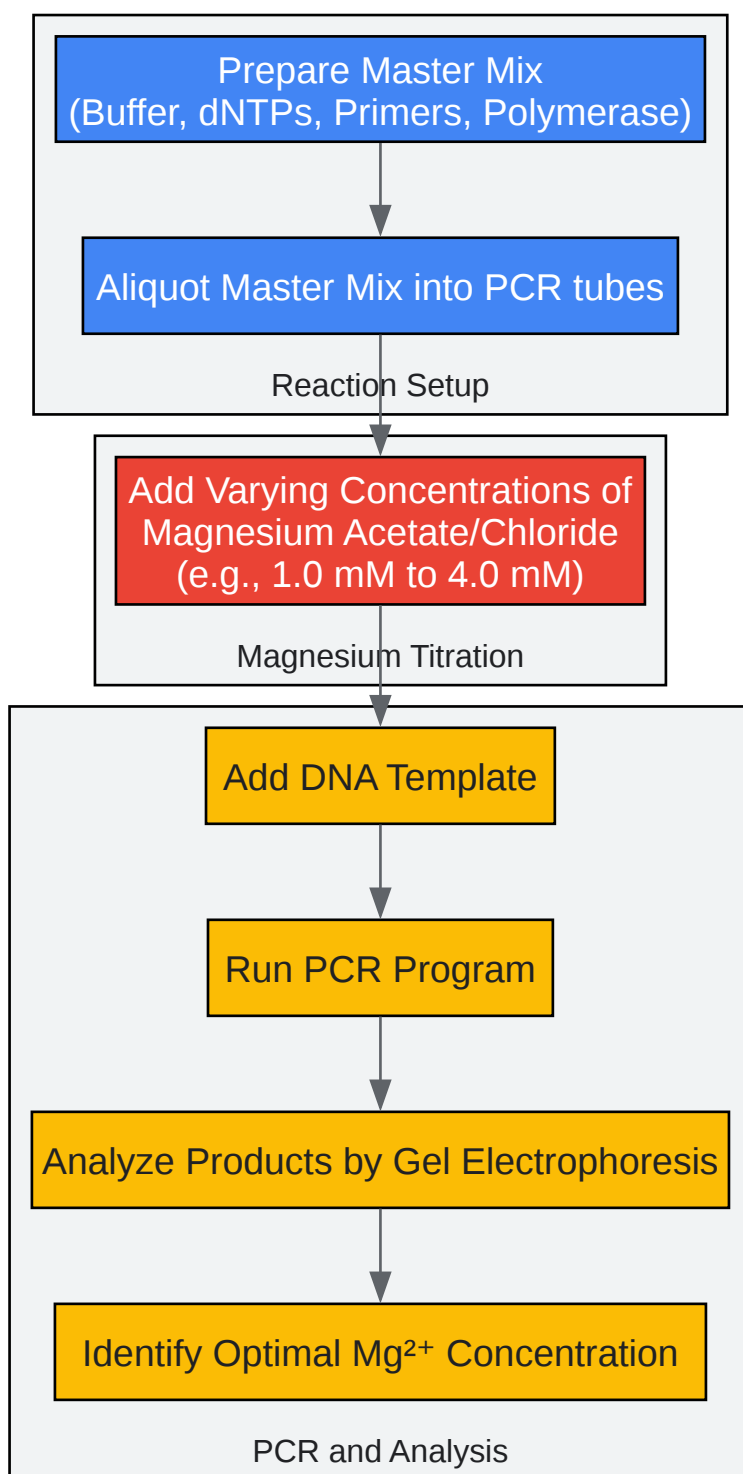 Prepare Master Mix
(Buffer, dNTPs, Primers, Polymerase)
Aliquot Master Mix into PCR tubes
Reaction Setup
Add Varying Concentrations of
Magnesium Acetate/Chloride
(e.g., 1.0 mM to 4.0 mM)
Magnesium Titration
Add DNA Template
Run PCR Program
Analyze Products by Gel Electrophoresis
Identify Optimal Mg²⁺ Concentration
PCR and Analysis